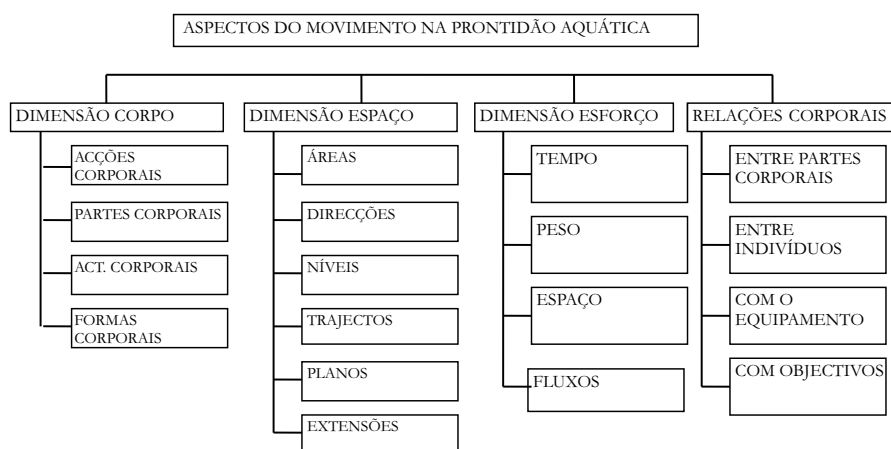 ASPECTOS DO MOVIMENTO NA PRONTIDÃO AQUÁTICA
DIMENSÃO CORPO
ACÇÕES
CORPORAIS
PARTES CORPORAIS
ACT. CORPORAIS
FORMAS
CORPORAIS
DIMENSÃO ESPAÇO
ÁREAS
DIRECÇÕES
NÍVEIS
TRAJECTOS
PLANOS
EXTENSÕES
DIMENSÃO ESFORÇO
TEMPO
PESO
ESPAÇO
FLUXOS
RELAÇÕES CORPORAIS
ENTRE PARTES
CORPORAIS
ENTRE
INDIVÍDUOS
COM O
EQUIPAMENTO
COM OBJECTIVOS